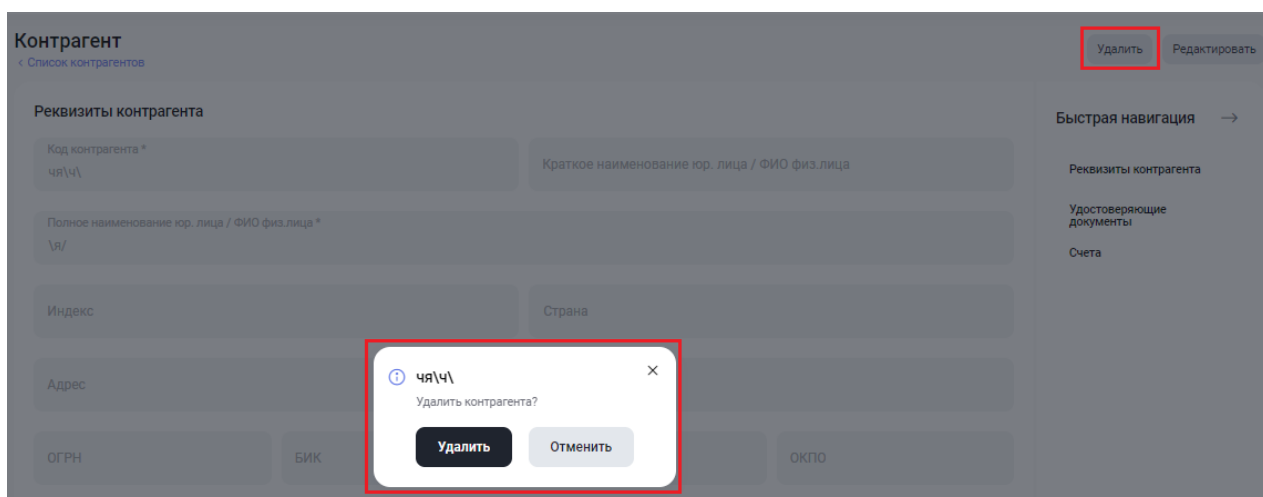 Контрагент
Удалить
Редактировать
‹ Список контрагентов
Реквизиты контрагента
Быстрая навигация →
Код контрагента *
чя\ч\
Краткое наименование юр. лица / ФИО физ.лица
Реквизиты контрагента
Полное наименование юр. лица / ФИО физ.лица *
\я/
Удостоверяющие
документы
Счета
Индекс
Страна
чя\ч\
Удалить контрагента?
Удалить
Отменить
Адрес
ОГРН
БИК
ОКПО